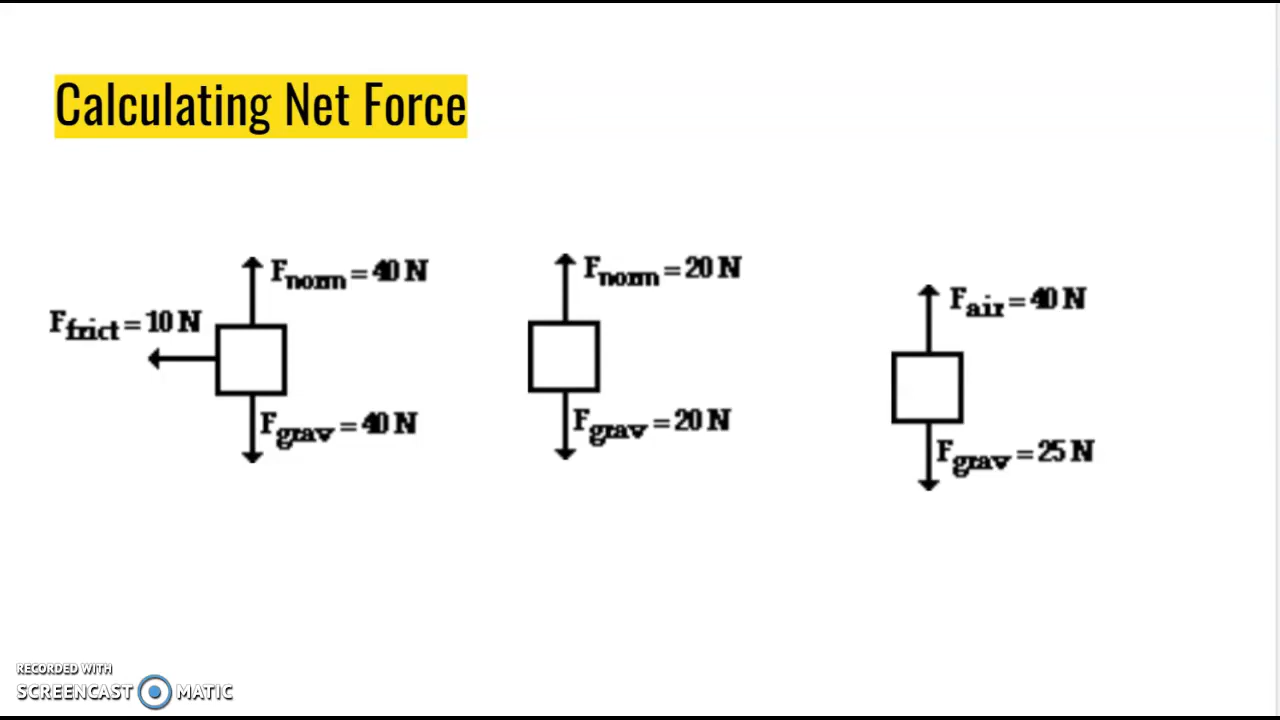 Calculating Net Force
Fnorm = 40 N
Ffrict = 10 N
Fgrav = 40 N
Fnorm = 20 N
Fgrav = 20 N
Fair = 40 N
Fgrav = 25 N
RECORDED WITH
SCREENCAST MATIC